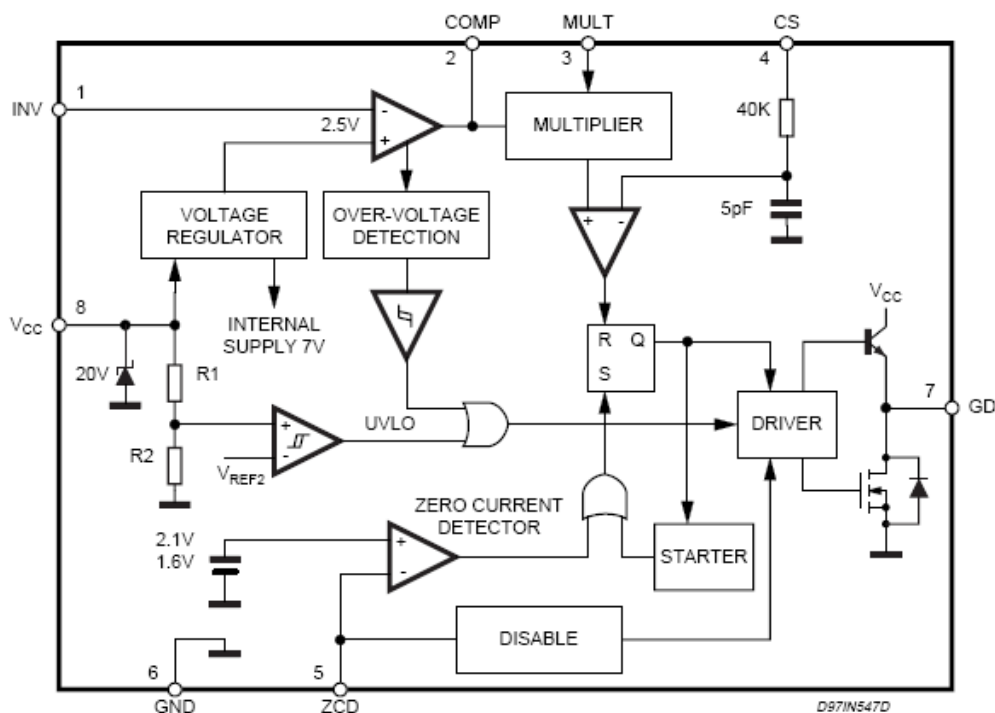 COMP MULT CS
2 3 4
1
INV
2.5V
-
+
MULTIPLIER
40K
5pF
VOLTAGE
REGULATOR
OVER-VOLTAGE
DETECTION
+ -
8
VCC
INTERNAL
SUPPLY 7V
20V
R1
R2
R Q
S
VCC
7
GD
DRIVER
UVLO
+
-
VREF2
ZERO CURRENT
DETECTOR
2.1V
1.6V
+
-
STARTER
DISABLE
6
GND
5
ZCD
D97IN547D